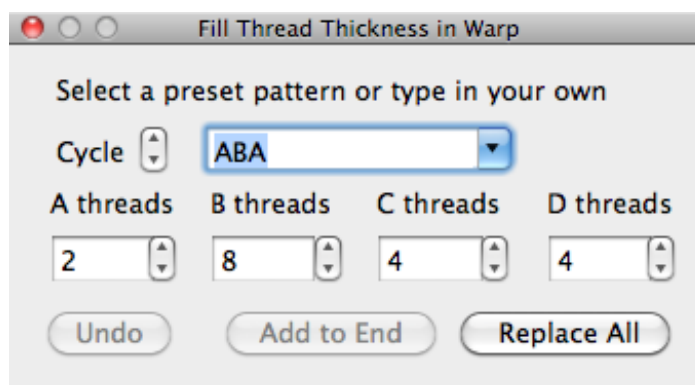 Fill Thread Thickness in Warp
Select a preset pattern or type in your own
Cycle ABA
A threads B threads C threads D threads
2 8 4 4
Undo Add to End Replace All